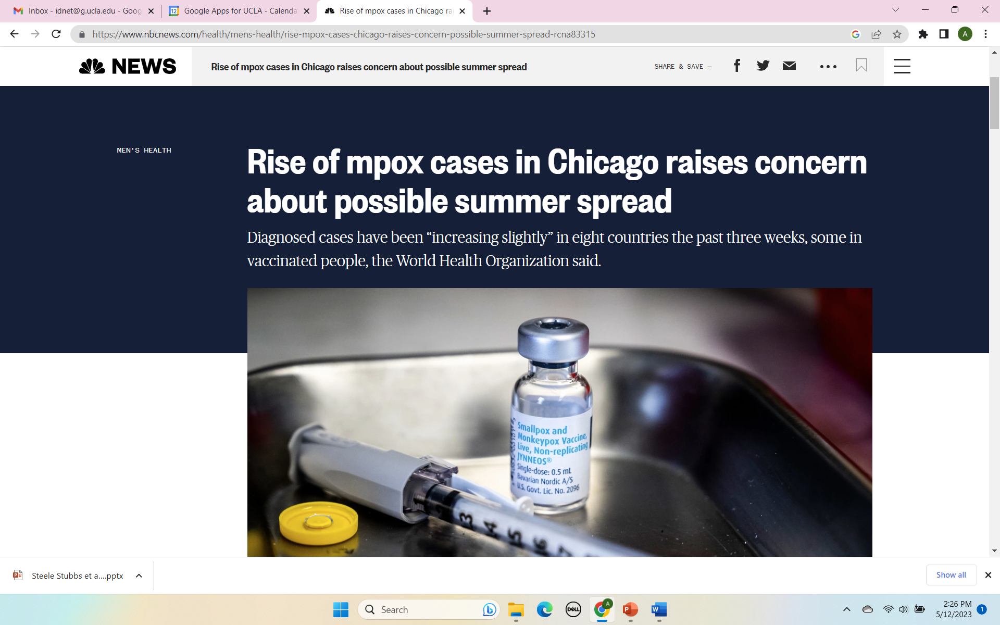 Inbox - idnet@g.ucla.edu - Goog
12 Google Apps for UCLA - Calenda
Rise of mpox cases in Chicago ra
https://www.nbcnews.com/health/mens-health/rise-mpox-cases-chicago-raises-concern-possible-summer-spread-rcna83315
A
NEWS
Rise of mpox cases in Chicago raises concern about possible summer spread
SHARE & SAVE —
MEN'S HEALTH
Rise of mpox cases in Chicago raises concern
about possible summer spread
Diagnosed cases have been “increasing slightly” in eight countries the past three weeks, some in
vaccinated people, the World Health Organization said.
Smallpox and
Monkeypox Vaccine,
Live, Non-replicating
JYNNEOS®
Single-dose: 0.5 mL
Bavarian Nordic A/S
U.S. Govt. Lic. No. 2096
3 4 5 6
Steele Stubbs et a....pptx
Show all
Search
DELL
A
P
W
2:26 PM
5/12/2023
1